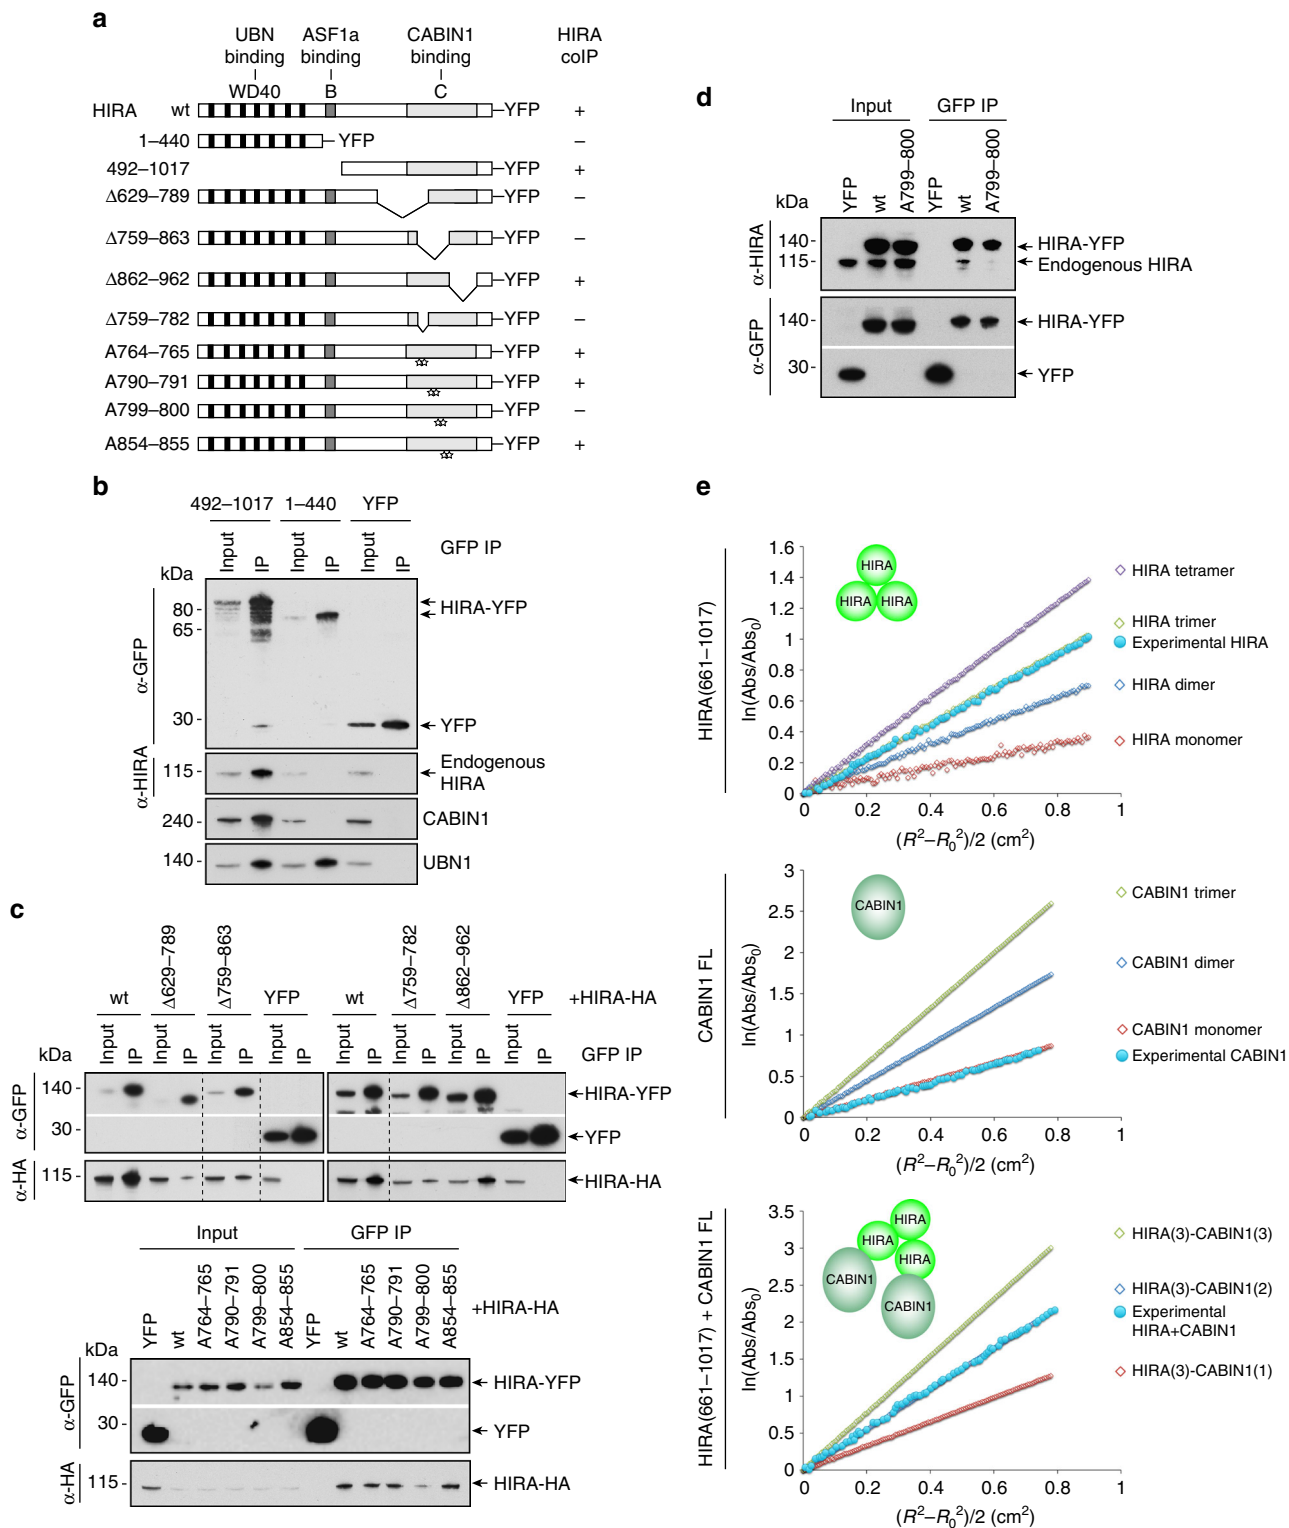 a
UBN binding
ASF1a binding
CABIN1 binding
HIRA coIP
WD40 B C
HIRA wt YFP +
1–440 YFP –
492–1017 YFP +
Δ629–789 YFP –
Δ759–863 YFP –
Δ862–962 YFP +
Δ759–782 YFP –
A764–765 YFP +
A790–791 YFP +
A799–800 YFP –
A854–855 YFP +
b
492–1017 1–440 YFP
Input IP Input IP Input IP
GFP IP
kDa
α-GFP
80
65
30
HIRA-YFP
YFP
α-HIRA
115
Endogenous HIRA
240
CABIN1
140
UBN1
c
wt Δ629–789 Δ759–863 YFP wt Δ759–782 Δ862–962 YFP +HIRA-HA
Input IP Input IP Input IP Input IP Input IP Input IP Input IP Input IP
GFP IP
kDa
α-GFP
140
HIRA-YFP
30
YFP
α-HA
115
HIRA-HA
Input GFP IP
YFP wt A764–765 A790–791 A799–800 A854–855 YFP wt A764–765 A790–791 A799–800 A854–855
+HIRA-HA
kDa
α-GFP
140
HIRA-YFP
30
YFP
α-HA
115
HIRA-HA
d
Input GFP IP
YFP wt A799–800 YFP wt A799–800
kDa
α-HIRA
140
HIRA-YFP
115
Endogenous HIRA
α-GFP
140
HIRA-YFP
30
YFP
e
HIRA(661–1017)
ln(Abs/Abs0)
1.6
1.4
1.2
1
0.8
0.6
0.4
0.2
0
HIRA
HIRA HIRA
HIRA tetramer
HIRA trimer
Experimental HIRA
HIRA dimer
HIRA monomer
0 0.2 0.4 0.6 0.8 1
(R²–R₀²)/2 (cm²)
CABIN1 FL
ln(Abs/Abs0)
3
2.5
2
1.5
1
0.5
0
CABIN1
CABIN1 trimer
CABIN1 dimer
CABIN1 monomer
Experimental CABIN1
0 0.2 0.4 0.6 0.8 1
(R²–R₀²)/2 (cm²)
HIRA(661–1017) + CABIN1 FL
ln(Abs/Abs0)
3.5
3
2.5
2
1.5
1
0.5
0
HIRA
HIRA
HIRA
CABIN1
CABIN1
HIRA(3)-CABIN1(3)
HIRA(3)-CABIN1(2)
Experimental
HIRA+CABIN1
HIRA(3)-CABIN1(1)
0 0.2 0.4 0.6 0.8 1
(R²–R₀²)/2 (cm²)